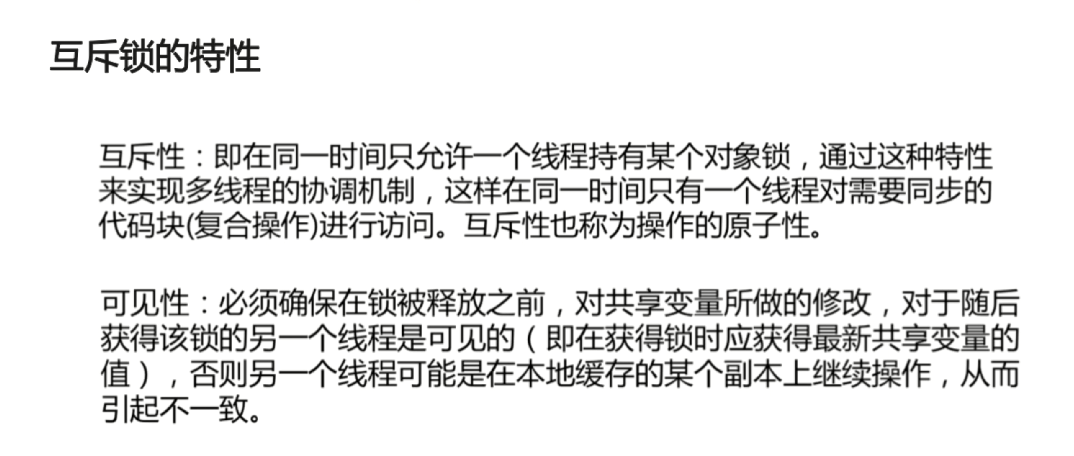 互斥锁的特性
互斥性：即在同一时间只允许一个线程持有某个对象锁，通过这种特性
来实现多线程的协调机制，这样在同一时间只有一个线程对需要同步的
代码块(复合操作)进行访问。互斥性也称为操作的原子性。
可见性：必须确保在锁被释放之前，对共享变量所做的修改，对于随后
获得该锁的另一个线程是可见的（即在获得锁时应获得最新共享变量的
值），否则另一个线程可能是在本地缓存的某个副本上继续操作，从而
引起不一致。